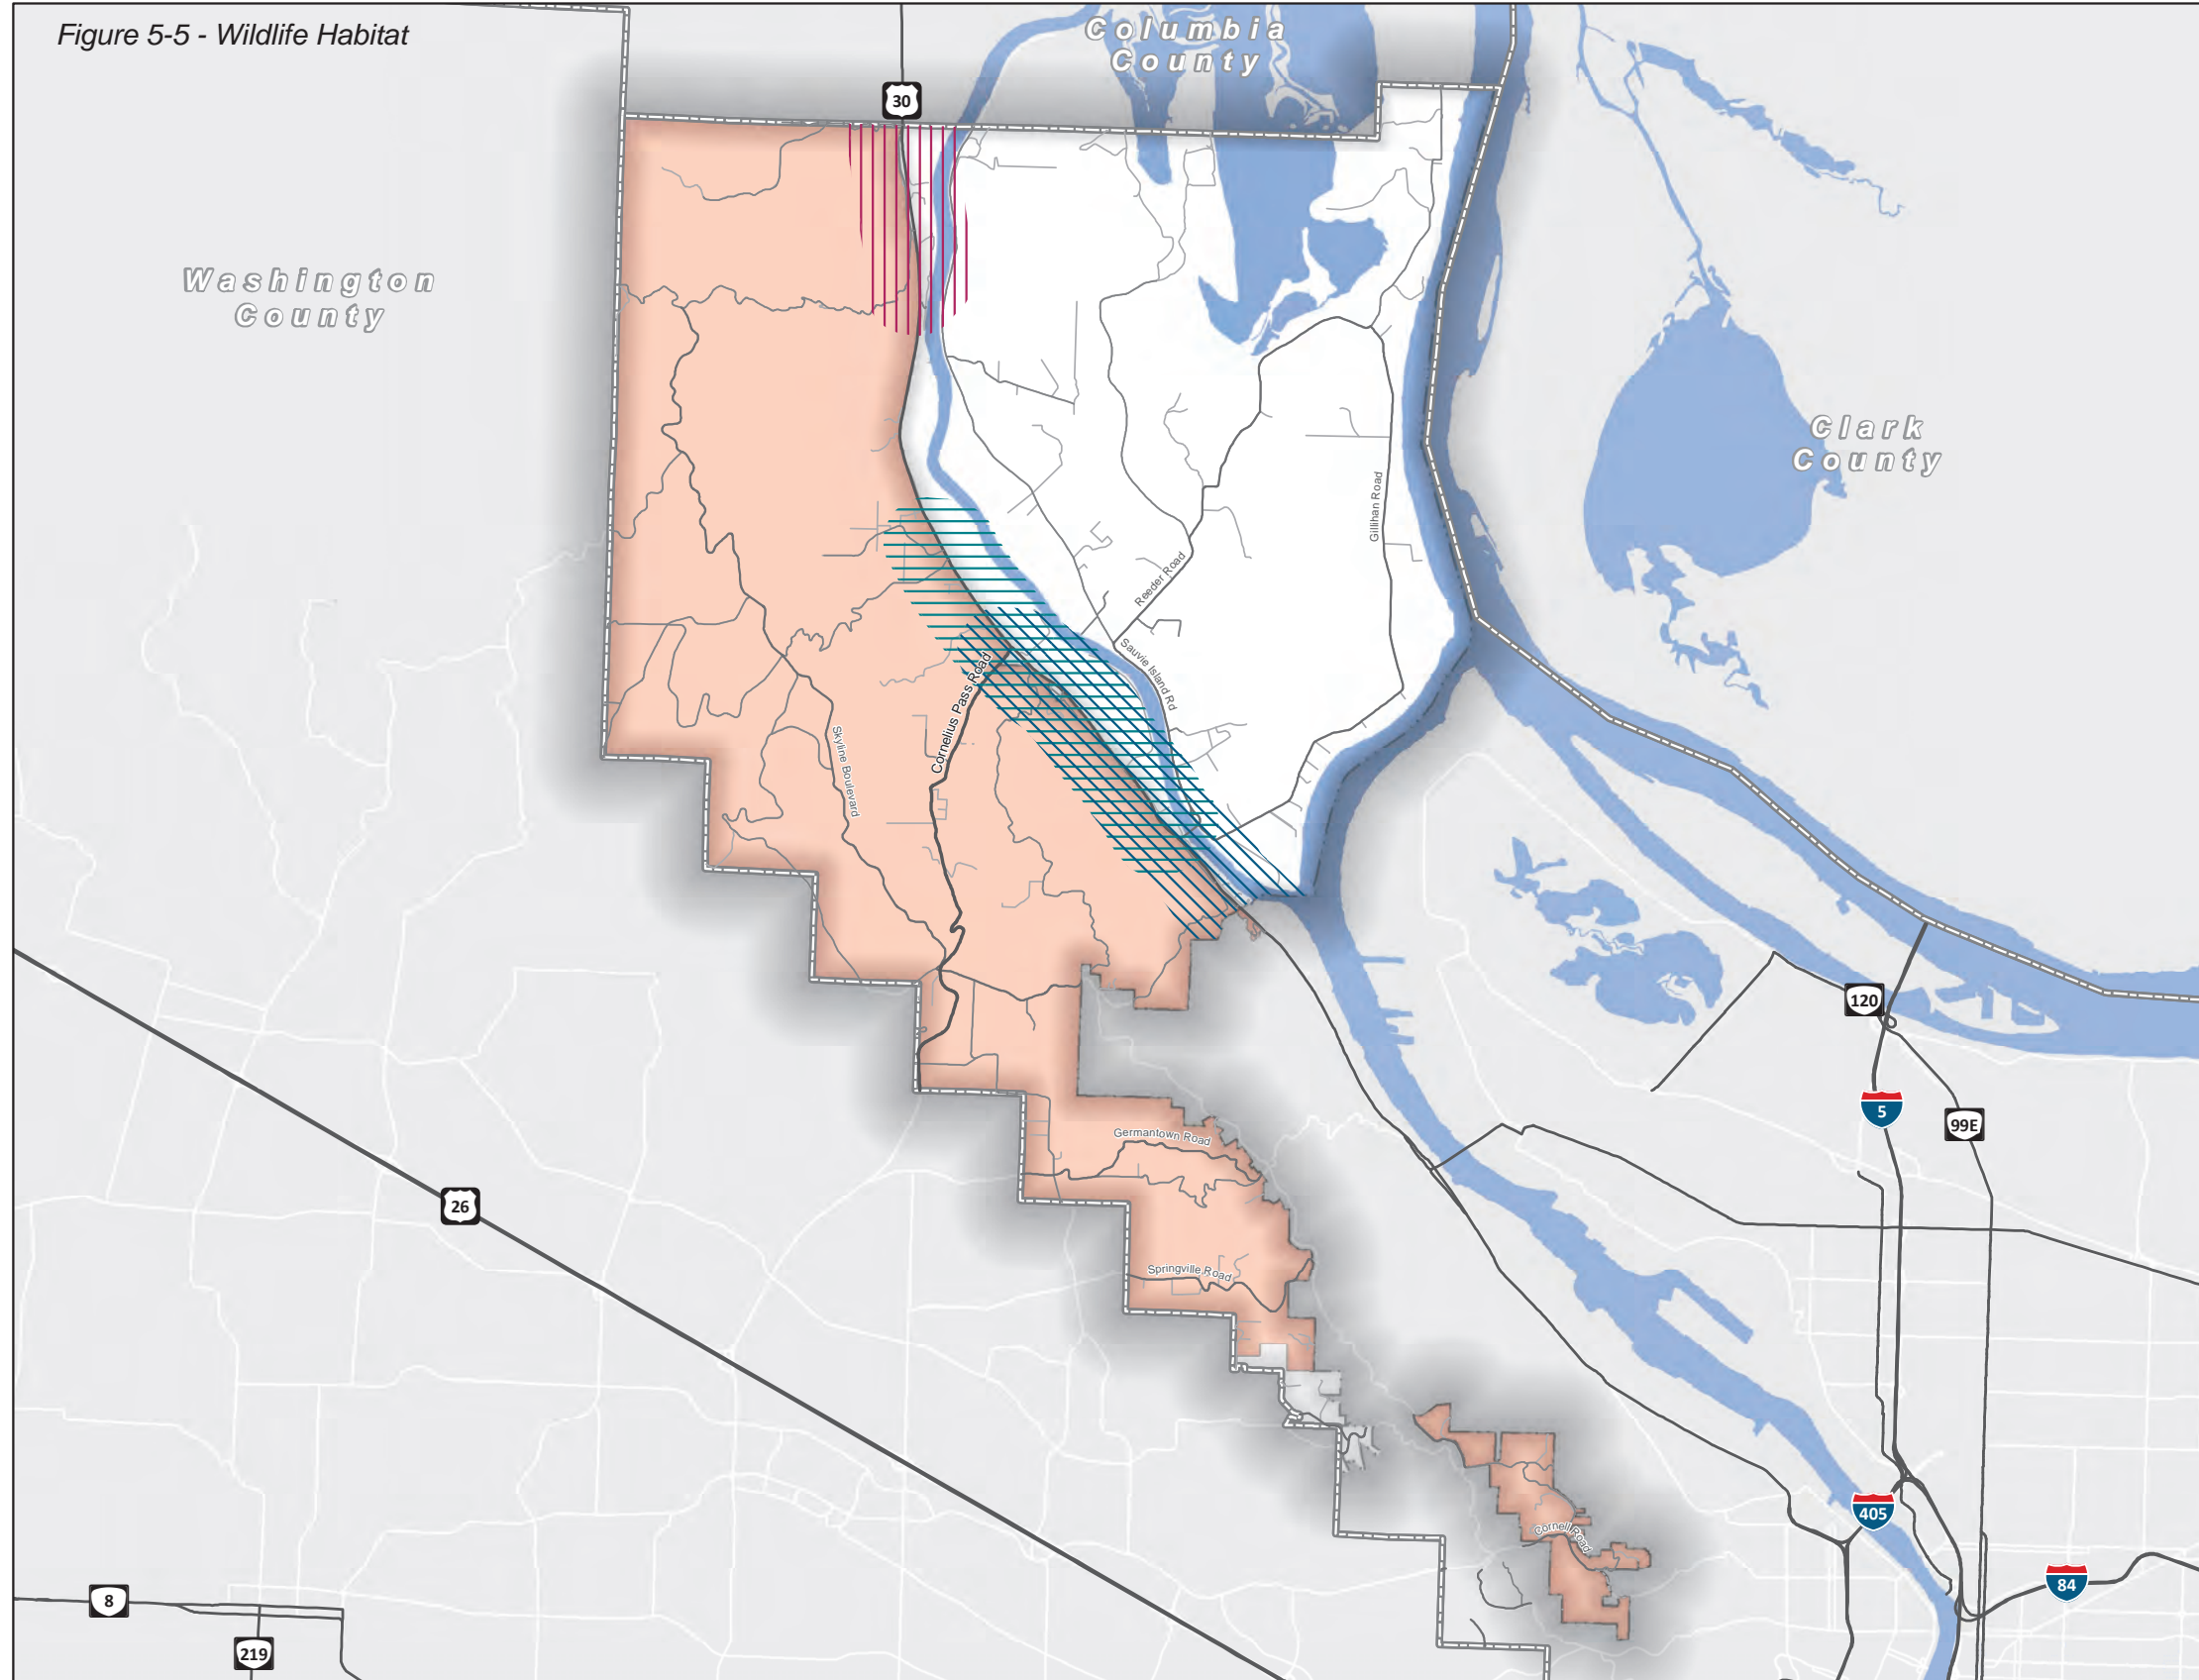 Figure 5-5 - Wildlife Habitat
Columbia
County
30
Washington
County
Clark
County
Gillihan Road
Reeder Road
Sauvie Island Rd
Cornelius Pass Road
Skyline Boulevard
120
5
99E
Germantown Road
26
Springville Road
405
Cornell Road
84
8
219